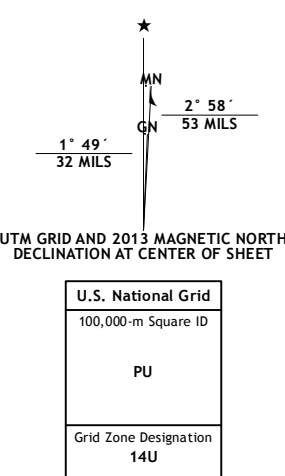 ★
MN
GN
2° 58´
53 MILS
1° 49´
32 MILS
UTM GRID AND 2013 MAGNETIC NORTH
DECLINATION AT CENTER OF SHEET
U.S. National Grid
100,000-m Square ID
PU
Grid Zone Designation
14U